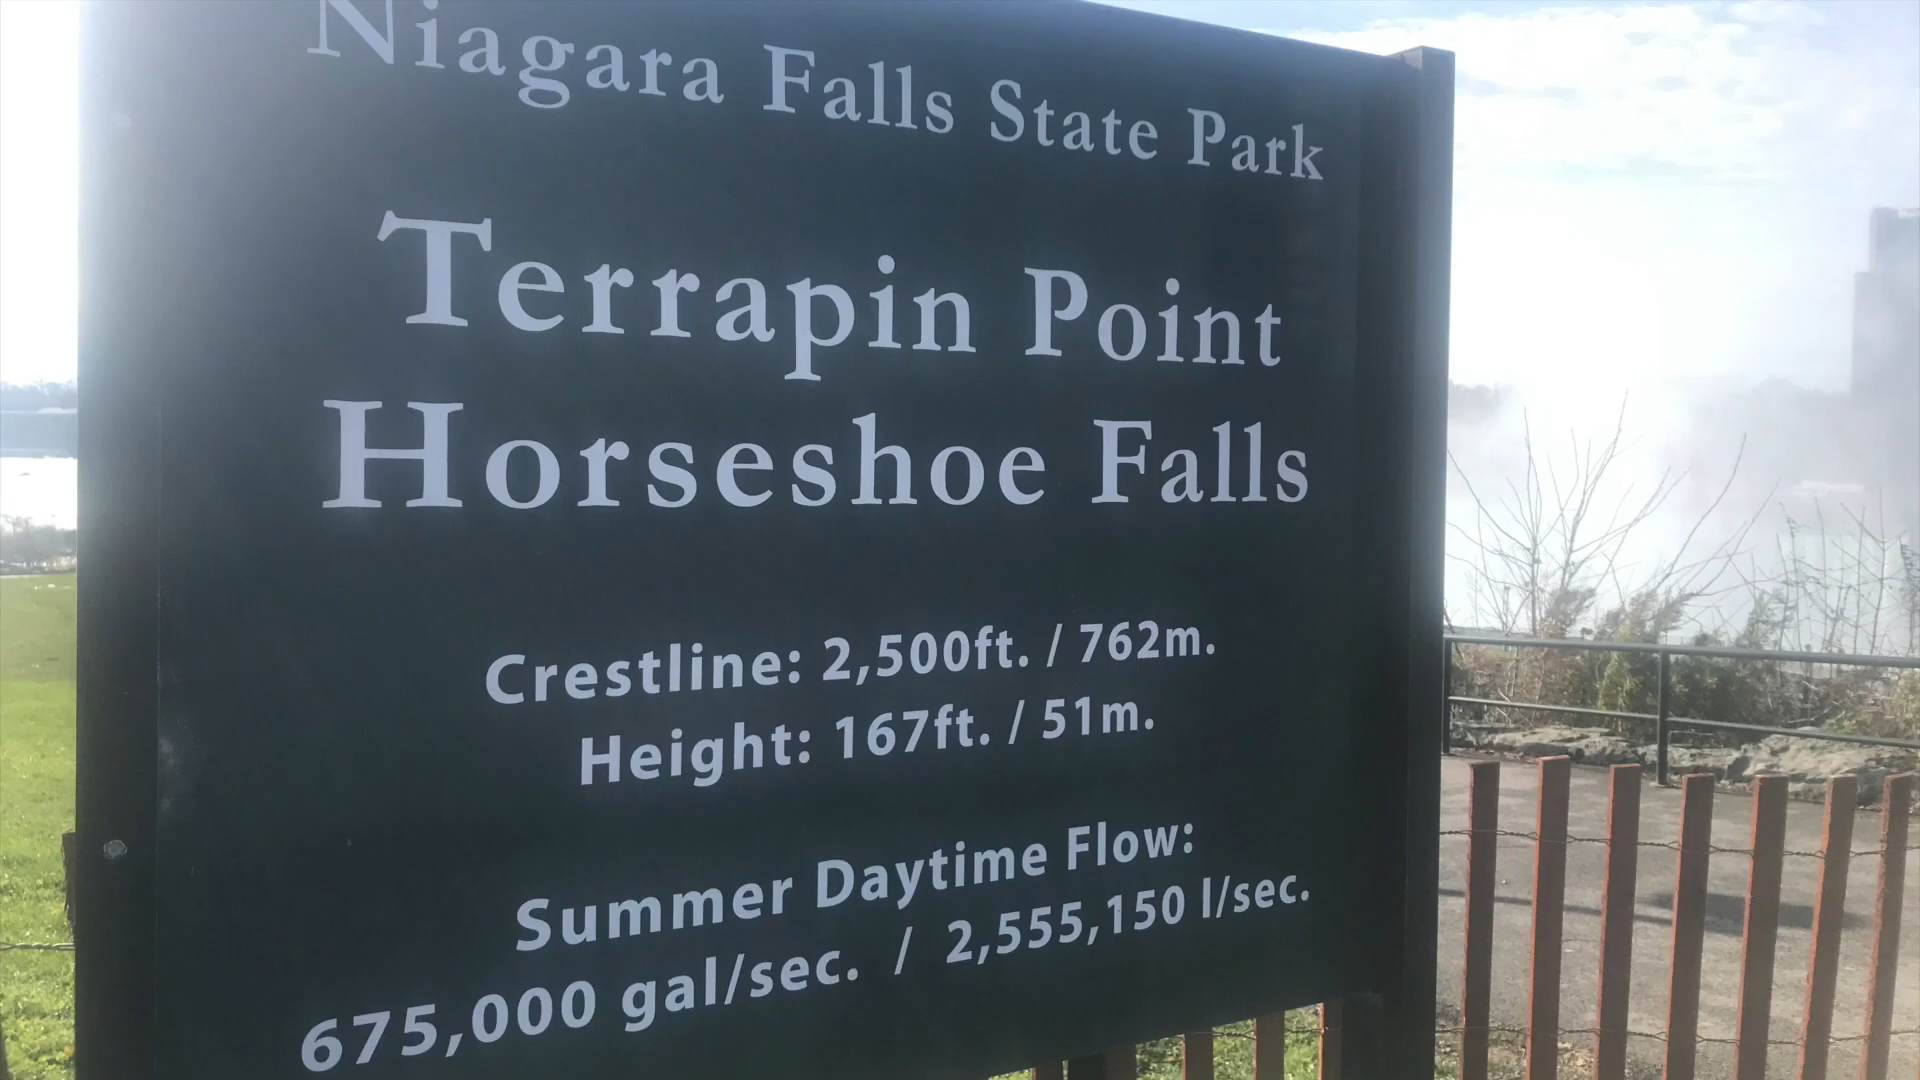 Niagara Falls State Park
Terrapin Point
Horseshoe Falls
Crestline: 2,500ft. / 762m.
Height: 167ft. / 51m.
Summer Daytime Flow:
675,000 gal/sec. / 2,555,150 l/sec.